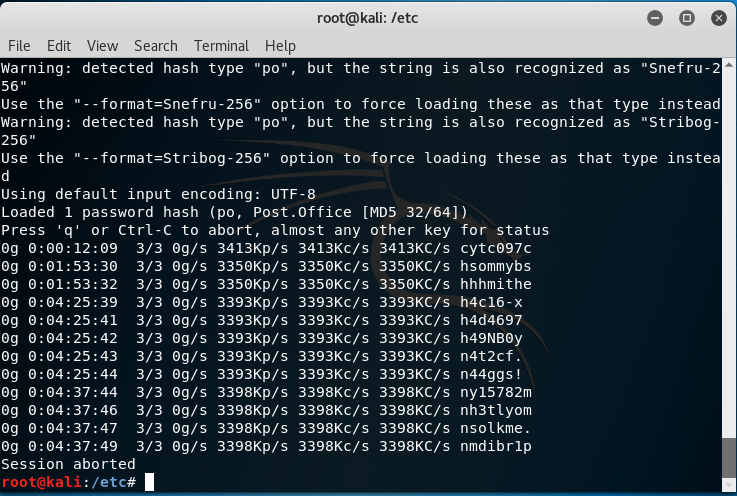 root@kali: /etc
File Edit View Search Terminal Help
Warning: detected hash type "po", but the string is also recognized as "Snefru-2
56"
Use the "--format=Snefru-256" option to force loading these as that type instead
Warning: detected hash type "po", but the string is also recognized as "Stribog-
256"
Use the "--format=Stribog-256" option to force loading these as that type instea
d
Using default input encoding: UTF-8
Loaded 1 password hash (po, Post.Office [MD5 32/64])
Press 'q' or Ctrl-C to abort, almost any other key for status
0g 0:00:12:09  3/3 0g/s 3413Kp/s 3413Kc/s 3413KC/s cytc097c
0g 0:01:53:30  3/3 0g/s 3350Kp/s 3350Kc/s 3350KC/s hsommybs
0g 0:01:53:32  3/3 0g/s 3350Kp/s 3350Kc/s 3350KC/s hhhmithe
0g 0:04:25:39  3/3 0g/s 3393Kp/s 3393Kc/s 3393KC/s h4c16-x
0g 0:04:25:41  3/3 0g/s 3393Kp/s 3393Kc/s 3393KC/s h4d4697
0g 0:04:25:42  3/3 0g/s 3393Kp/s 3393Kc/s 3393KC/s h49NB0y
0g 0:04:25:43  3/3 0g/s 3393Kp/s 3393Kc/s 3393KC/s n4t2cf.
0g 0:04:25:44  3/3 0g/s 3393Kp/s 3393Kc/s 3393KC/s n44ggs!
0g 0:04:37:44  3/3 0g/s 3398Kp/s 3398Kc/s 3398KC/s ny15782m
0g 0:04:37:46  3/3 0g/s 3398Kp/s 3398Kc/s 3398KC/s nh3tlyom
0g 0:04:37:47  3/3 0g/s 3398Kp/s 3398Kc/s 3398KC/s nsolkme.
0g 0:04:37:49  3/3 0g/s 3398Kp/s 3398Kc/s 3398KC/s nmdibr1p
Session aborted
root@kali:/etc#